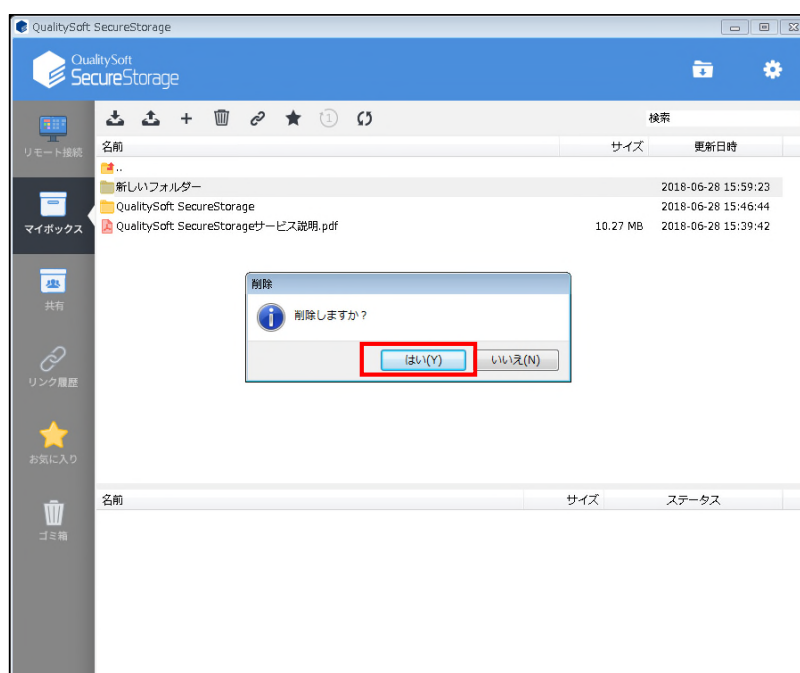 QualitySoft SecureStorage
QualitySoft
SecureStorage
検索
名前 サイズ 更新日時
..
新しいフォルダー 2018-06-28 15:59:23
QualitySoft SecureStorage 2018-06-28 15:46:44
QualitySoft SecureStorageサービス説明.pdf 10.27 MB 2018-06-28 15:39:42
リモート接続
マイボックス
共有
リンク履歴
お気に入り
ゴミ箱
削除
削除しますか？
はい(Y) いいえ(N)
名前 サイズ ステータス